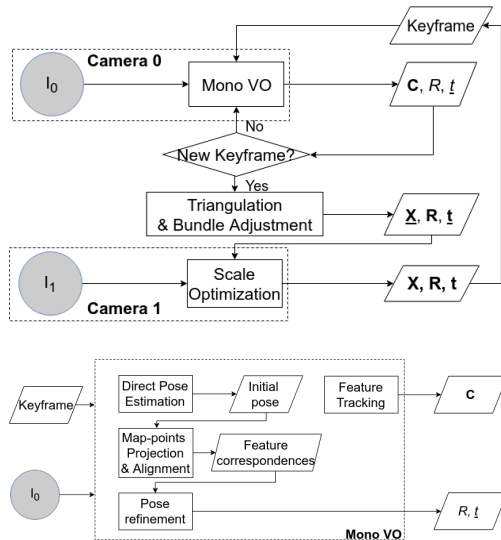 Keyframe
Camera 0
I0
Mono VO
C, R, t
No
New Keyframe?
Yes
Triangulation
& Bundle Adjustment
X, R, t
I1
Scale
Optimization
X, R, t
Camera 1
Keyframe
Direct Pose
Estimation
Initial
pose
Feature
Tracking
C
Map-points
Projection
& Alignment
Feature
correspondences
I0
Pose
refinement
R, t
Mono VO